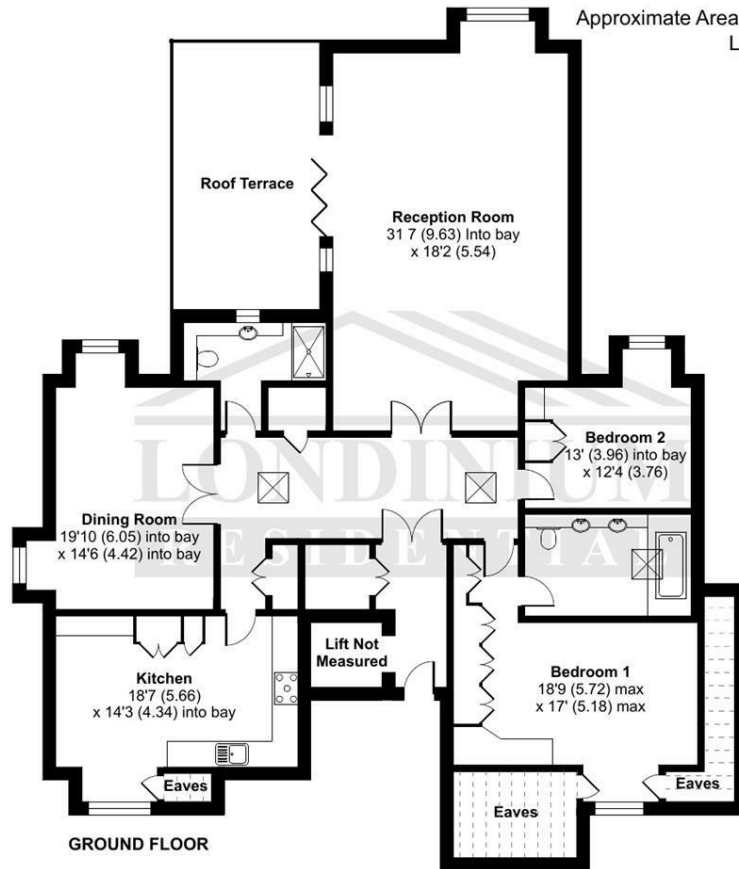 Approximate Area
L
Roof Terrace
Reception Room
31 7 (9.63) Into bay
x 18'2 (5.54)
LONDINIUM
RESIDENTIAL
Bedroom 2
13' (3.96) into bay
x 12'4 (3.76)
Dining Room
19'10 (6.05) into bay
x 14'6 (4.42) into bay
Lift Not
Measured
Kitchen
18'7 (5.66)
x 14'3 (4.34) into bay
Bedroom 1
18'9 (5.72) max
x 17' (5.18) max
Eaves
Eaves
Eaves
GROUND FLOOR